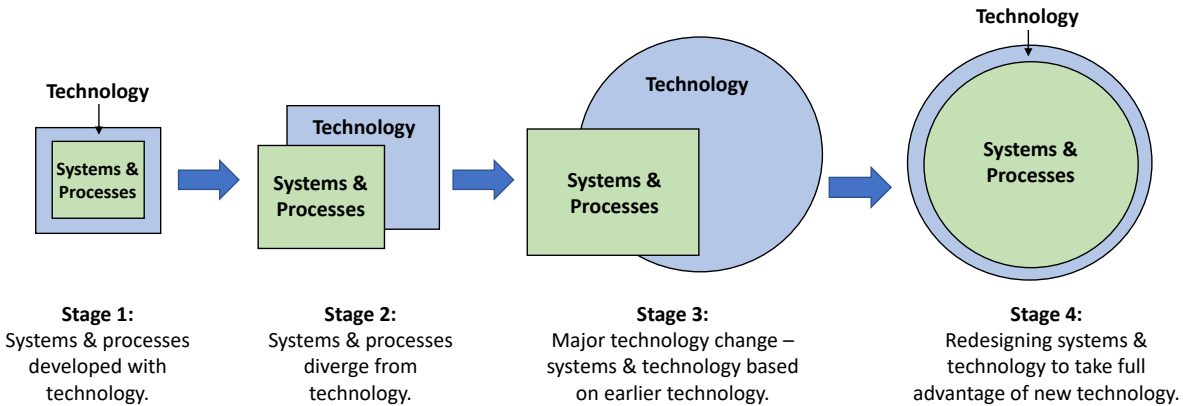 Technology
Systems &
Processes
Stage 1:
Systems & processes
developed with
technology.
Technology
Systems &
Processes
Stage 2:
Systems & processes
diverge from
technology.
Technology
Systems &
Processes
Stage 3:
Major technology change –
systems & technology based
on earlier technology.
Technology
Systems &
Processes
Stage 4:
Redesigning systems &
technology to take full
advantage of new technology.